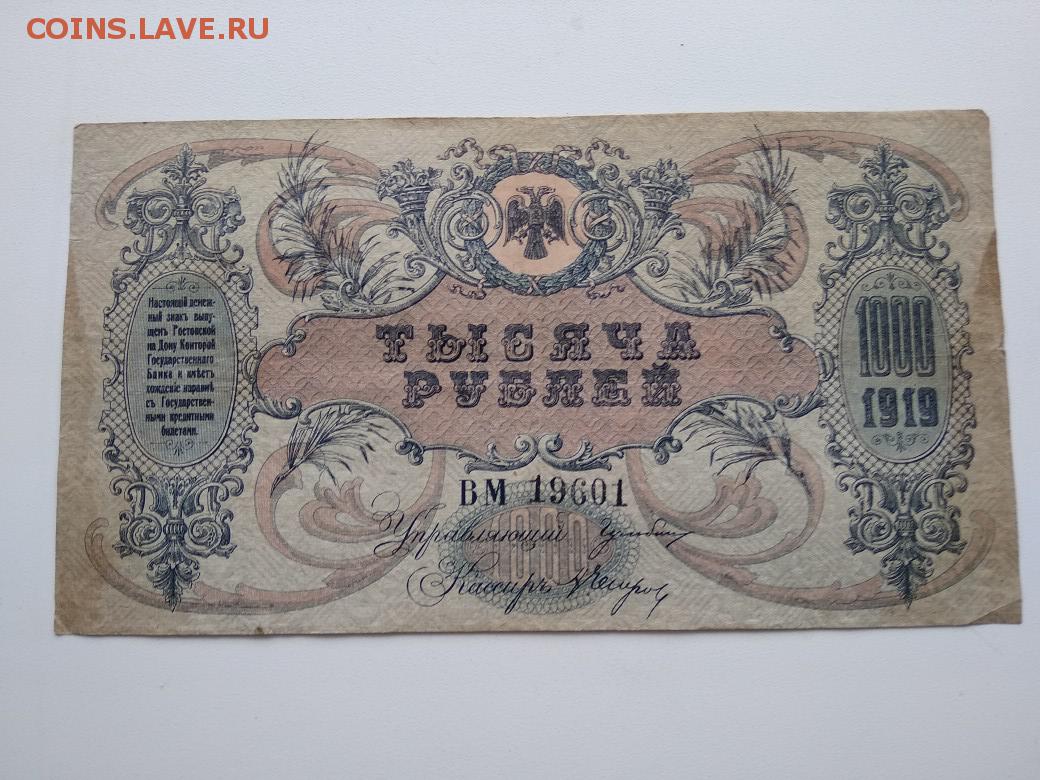 COINS.LAVE.RU
Настоящій денеж-
ный знакъ выпу-
щенъ Ростовской
на Дону Конторой
Государственнаго
Банка и имѣетъ
хожденіе наравнѣ
съ Государствен-
ными кредитными
билетами.
ТЫСЯЧА
РУБЛЕЙ
1000
1919
ВМ 19601
1000
Управляющій
Кассиръ